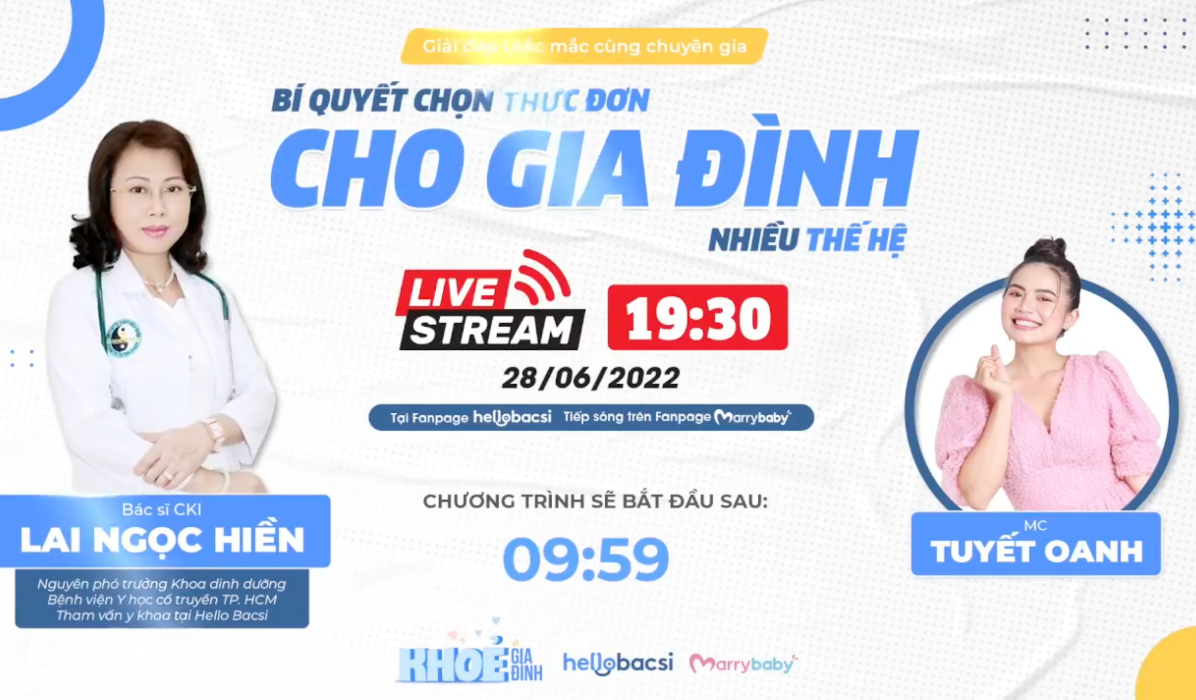 Giải đáp thắc mắc cùng chuyên gia
BÍ QUYẾT CHỌN THỰC ĐƠN
CHO GIA ĐÌNH
NHIỀU THẾ HỆ
LIVE
STREAM
19:30
28/06/2022
Tại Fanpage hellobacsi Tiếp sóng trên Fanpage Marrybaby
CHƯƠNG TRÌNH SẼ BẮT ĐẦU SAU:
09:59
Bác sĩ CKI
LAI NGỌC HIỀN
Nguyên phó trưởng Khoa dinh dưỡng
Bệnh viện Y học cổ truyền TP. HCM
Tham vấn y khoa tại Hello Bacsi
MC
TUYẾT OANH
KHOẺ GIA ĐÌNH
hellobacsi
Marrybaby